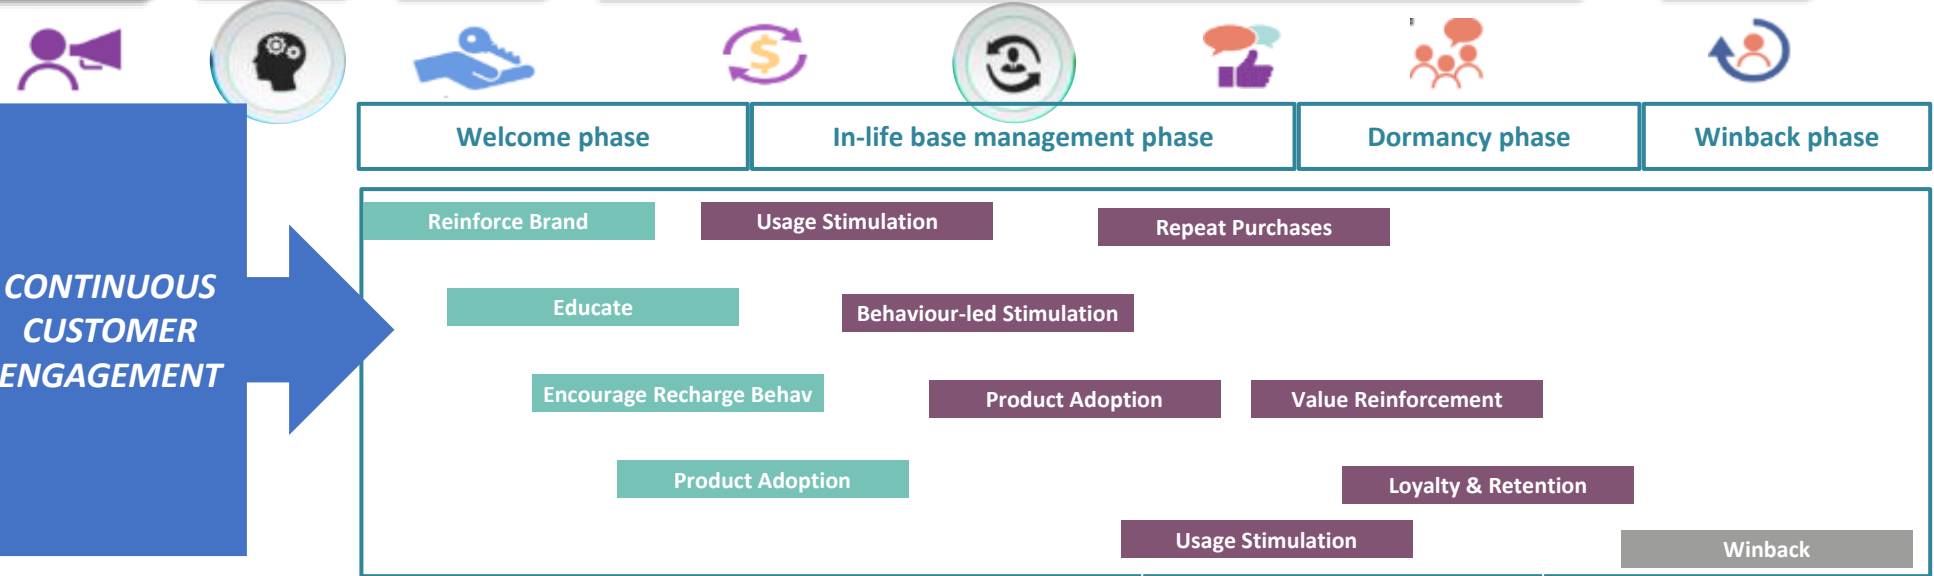 Welcome phase
In-life base management phase
Dormancy phase
Winback phase
CONTINUOUS
CUSTOMER
ENGAGEMENT
Reinforce Brand
Usage Stimulation
Repeat Purchases
Educate
Behaviour-led Stimulation
Encourage Recharge Behav
Product Adoption
Value Reinforcement
Product Adoption
Loyalty & Retention
Usage Stimulation
Winback